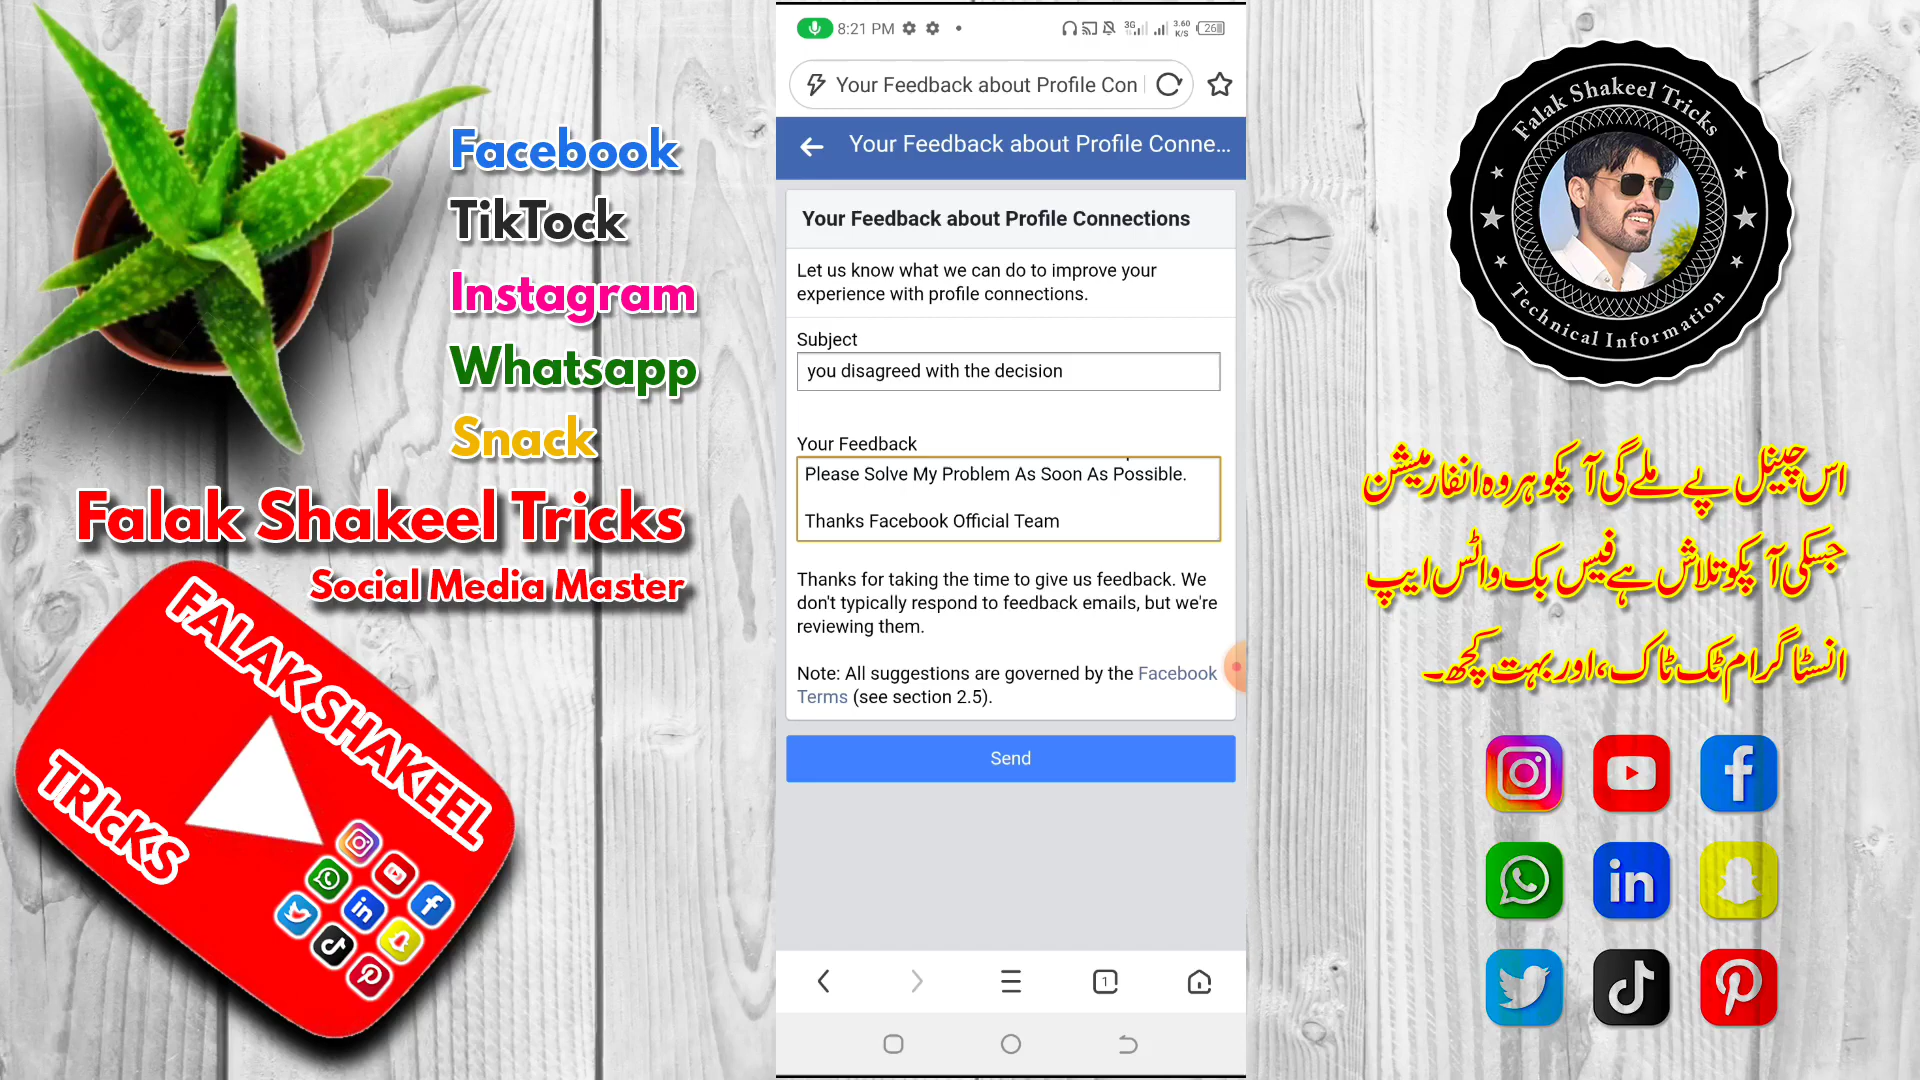 Facebook
TikTock
Instagram
Whatsapp
Snack
Falak Shakeel Tricks
Social Media Master
FALAK SHAKEEL
TRIcKS
8:21 PM
3G
3.60
K/S
26
Your Feedback about Profile Con
Your Feedback about Profile Conne...
Your Feedback about Profile Connections
Let us know what we can do to improve your
experience with profile connections.
Subject
you disagreed with the decision
Your Feedback
Please Solve My Problem As Soon As Possible.
Thanks Facebook Official Team
Thanks for taking the time to give us feedback. We
don't typically respond to feedback emails, but we're
reviewing them.
Note: All suggestions are governed by the Facebook
Terms (see section 2.5).
Send
1
Falak Shakeel Tricks
Technical Information
اس چینل پے ملے گی آپکو ہر وہ انفارمیشن
جسکی آپکو تلاش ہے فیس بک واٹس ایپ
انسٹاگرام ٹک ٹاک، اور بہت کچھ۔
in